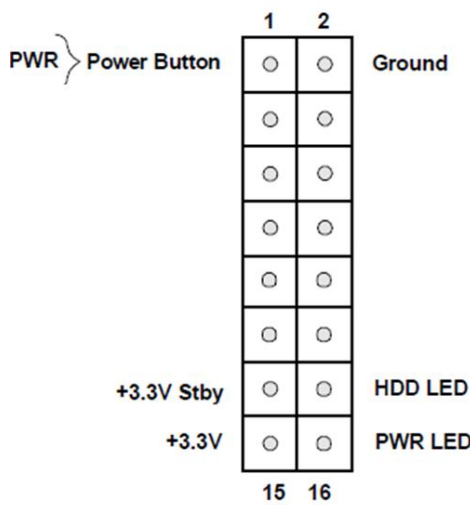 1 2
PWR Power Button Ground
+3.3V Stby HDD LED
+3.3V PWR LED
15 16